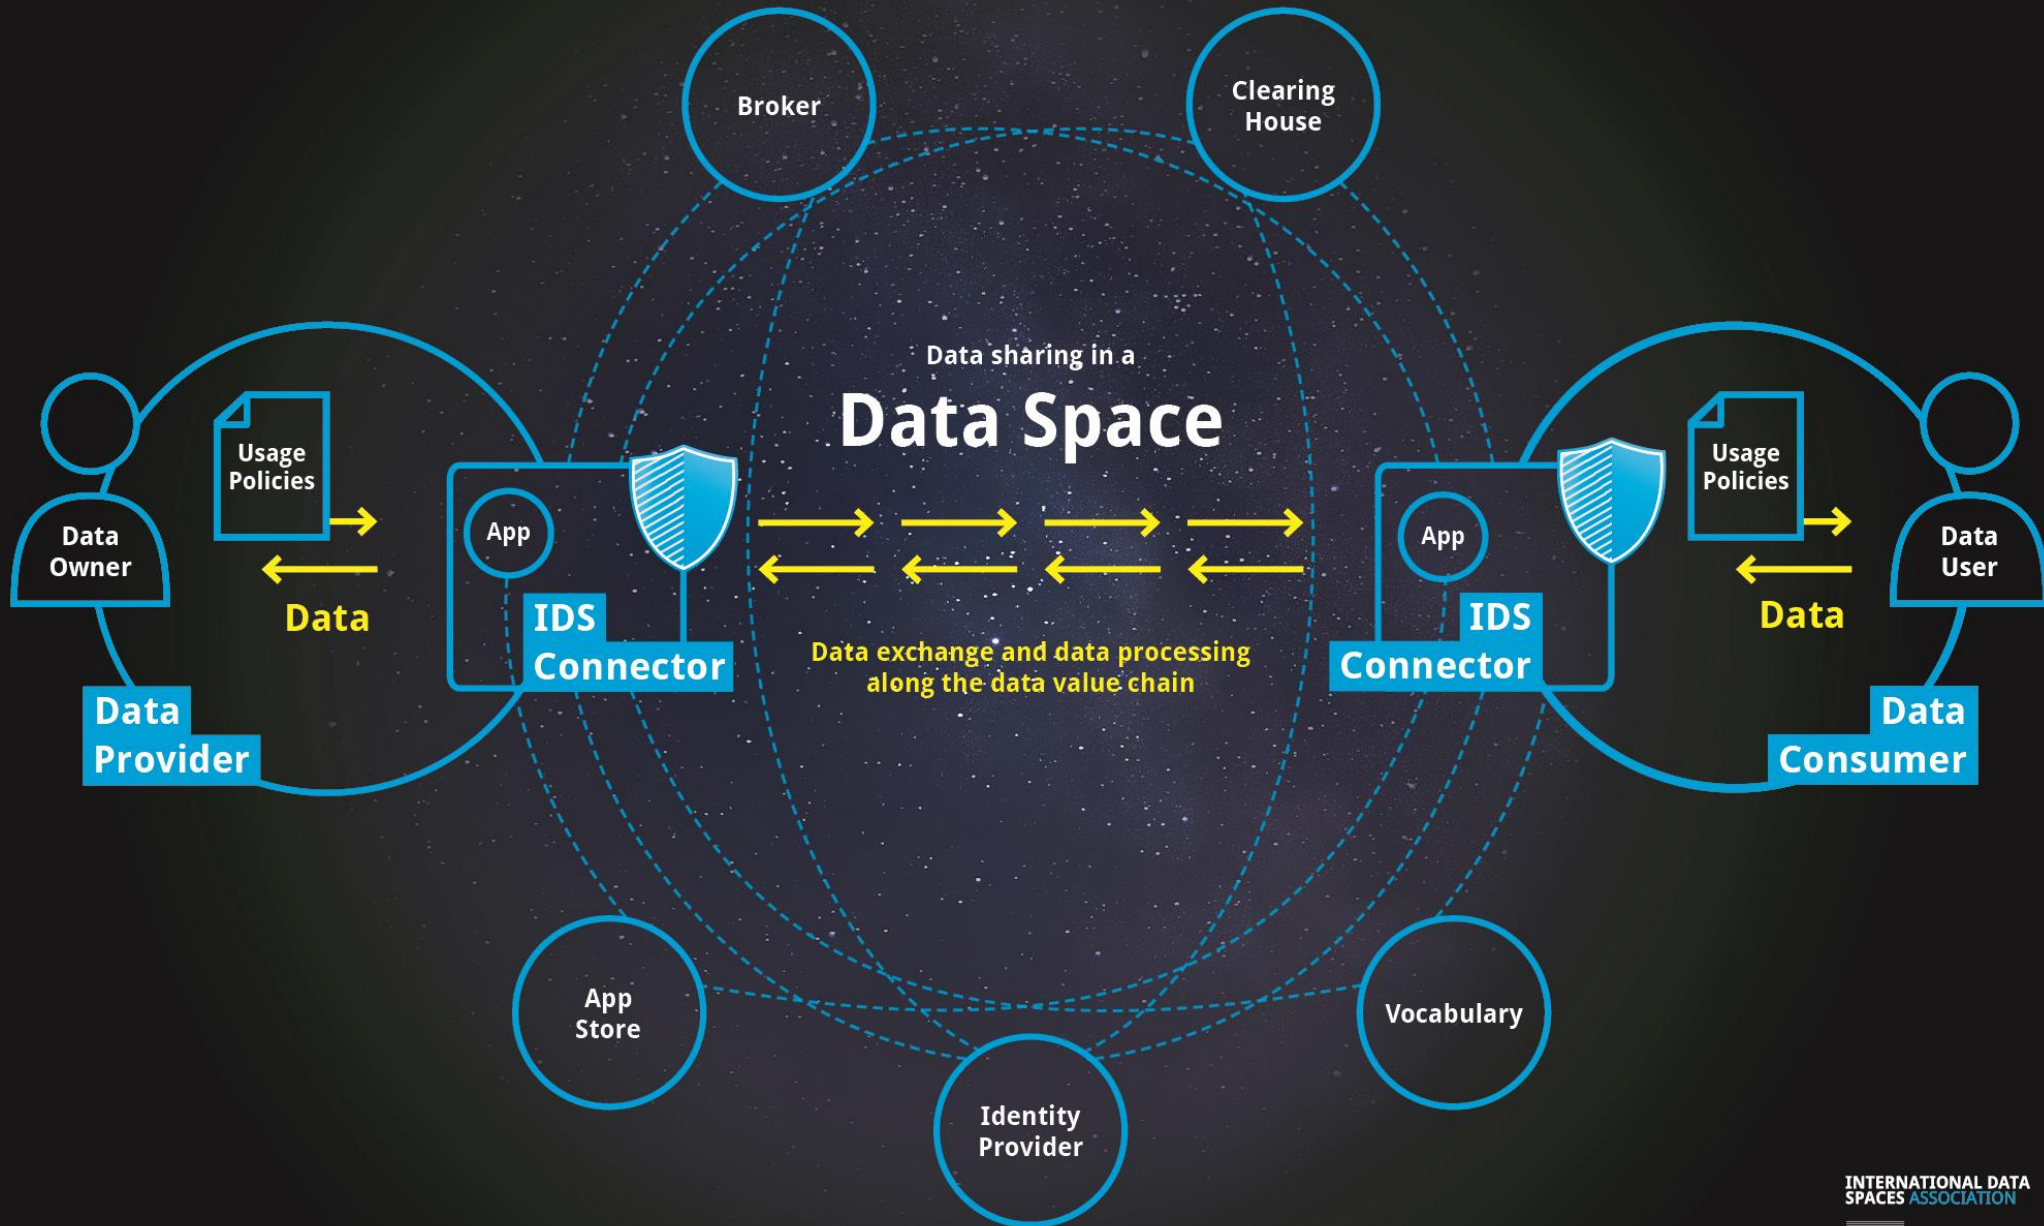 Broker
Clearing
House
Data sharing in a
Data Space
Usage
Policies
Data
Owner
App
Data
IDS
Connector
Data
Provider
Data exchange and data processing
along the data value chain
App
IDS
Connector
Usage
Policies
Data
User
Data
Data
Consumer
App
Store
Identity
Provider
Vocabulary
INTERNATIONAL DATA
SPACES ASSOCIATION